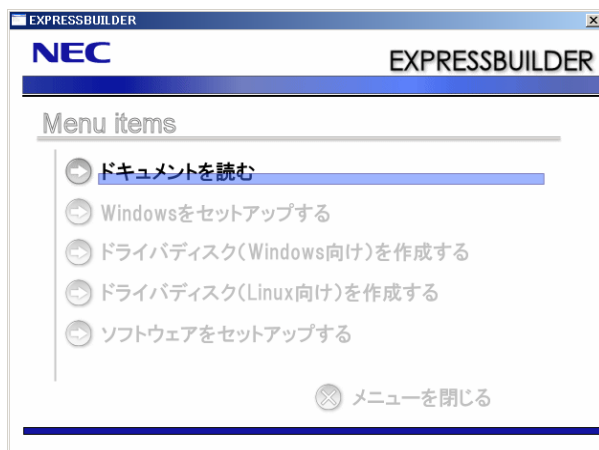 EXPRESSBUILDER
NEC
EXPRESSBUILDER
Menu items
ドキュメントを読む
Windowsをセットアップする
ドライバディスク(Windows向け)を作成する
ドライバディスク(Linux向け)を作成する
ソフトウェアをセットアップする
メニューを閉じる